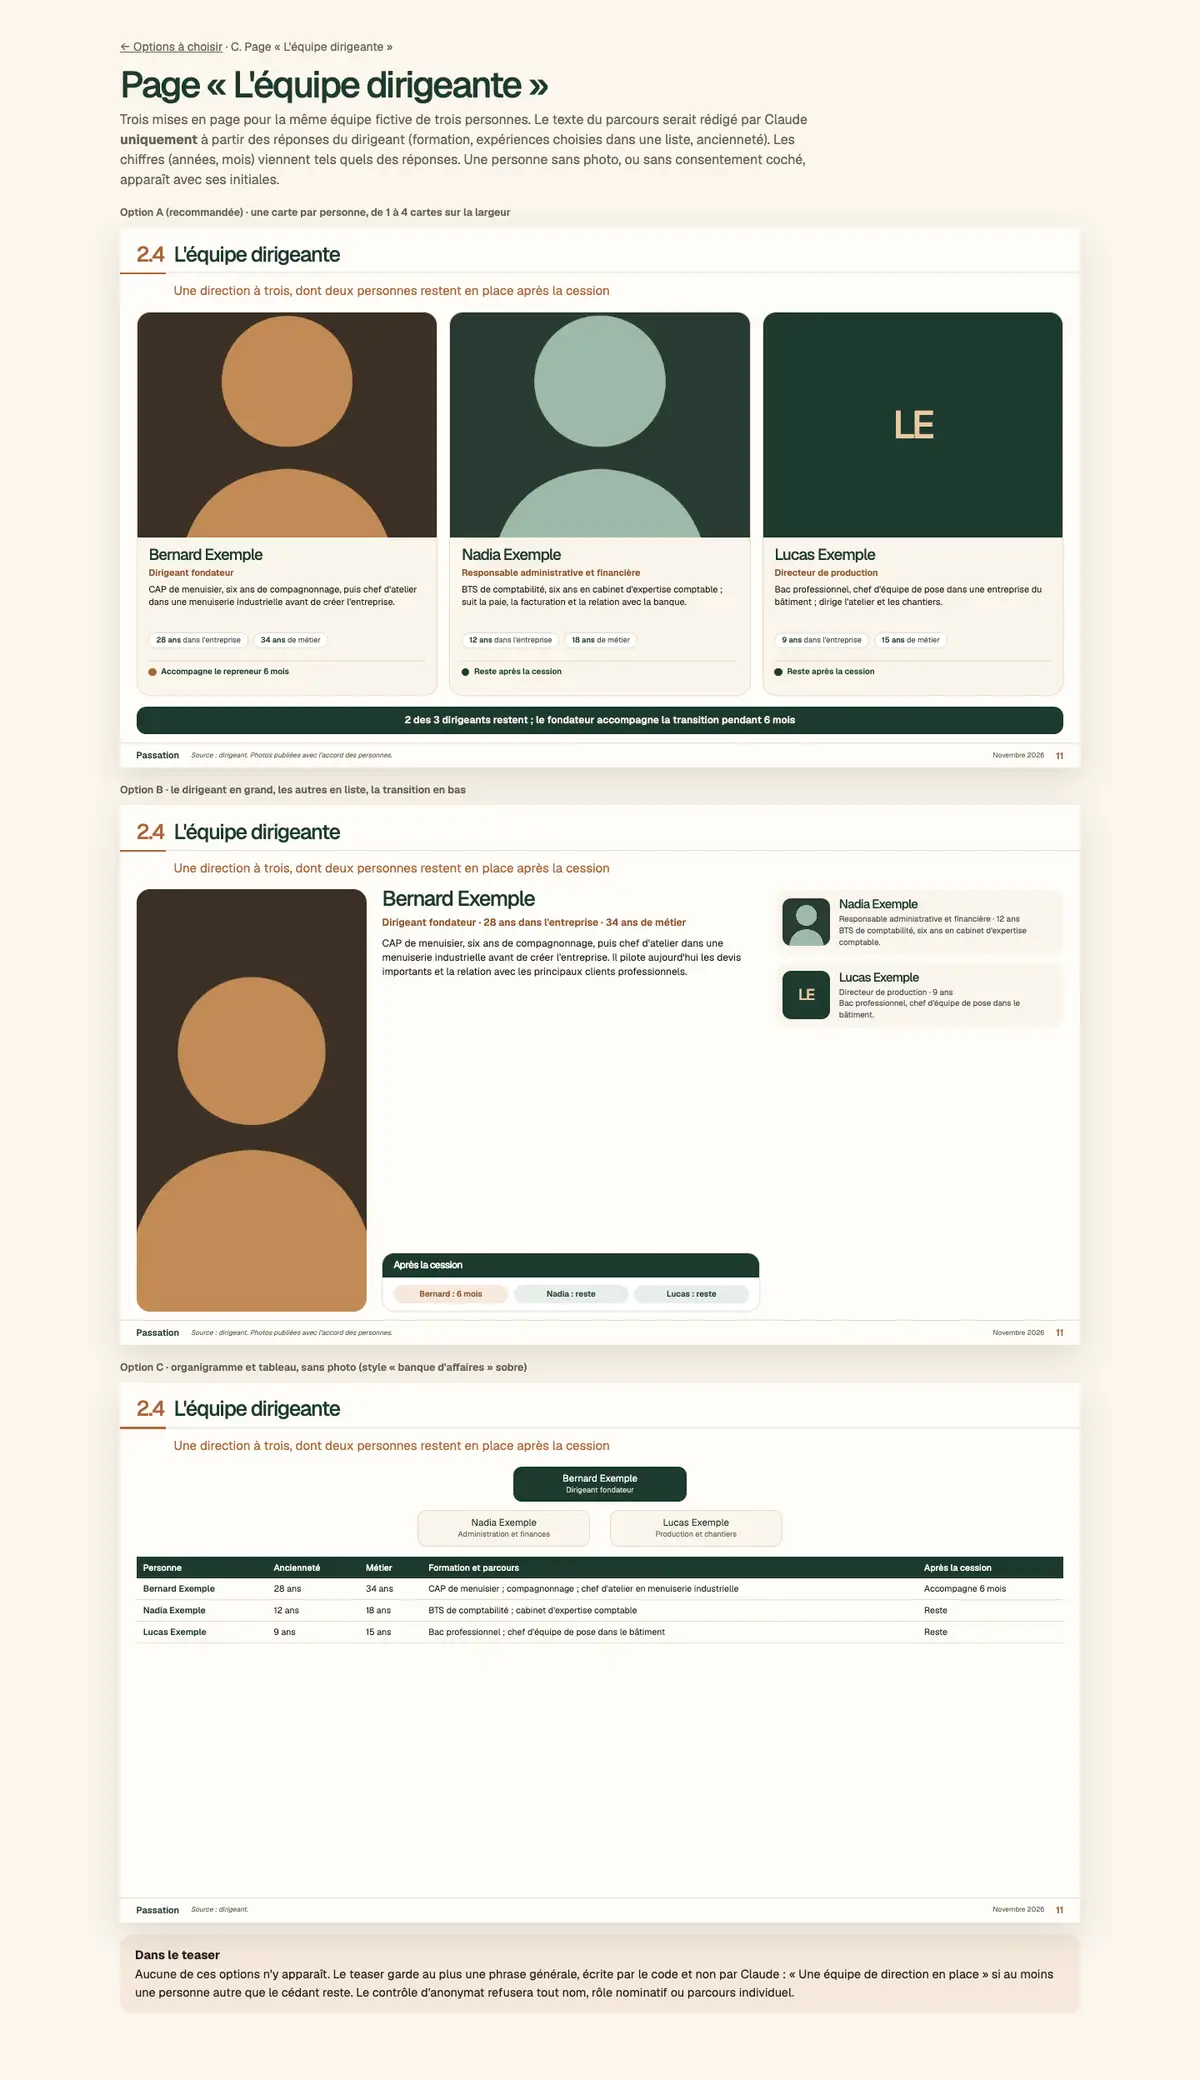 ← Options à choisir · C. Page « L'équipe dirigeante »
Page « L'équipe dirigeante »
Trois mises en page pour la même équipe fictive de trois personnes. Le texte du parcours serait rédigé par Claude
uniquement à partir des réponses du dirigeant (formation, expériences choisies dans une liste, ancienneté). Les
chiffres (années, mois) viennent tels quels des réponses. Une personne sans photo, ou sans consentement coché,
apparaît avec ses initiales.
Option A (recommandée) · une carte par personne, de 1 à 4 cartes sur la largeur
2.4 L'équipe dirigeante
Une direction à trois, dont deux personnes restent en place après la cession
LE
Bernard Exemple
Dirigeant fondateur
CAP de menuisier, six ans de compagnonnage, puis chef d'atelier
dans une menuiserie industrielle avant de créer l'entreprise.
28 ans dans l'entreprise 34 ans de métier
Accompagne le repreneur 6 mois
Nadia Exemple
Responsable administrative et financière
BTS de comptabilité, six ans en cabinet d'expertise comptable ;
suit la paie, la facturation et la relation avec la banque.
12 ans dans l'entreprise 18 ans de métier
Reste après la cession
Lucas Exemple
Directeur de production
Bac professionnel, chef d'équipe de pose dans une entreprise du
bâtiment ; dirige l'atelier et les chantiers.
9 ans dans l'entreprise 15 ans de métier
Reste après la cession
2 des 3 dirigeants restent ; le fondateur accompagne la transition pendant 6 mois
Passation Source : dirigeant. Photos publiées avec l'accord des personnes. Novembre 2026 11
Option B · le dirigeant en grand, les autres en liste, la transition en bas
2.4 L'équipe dirigeante
Une direction à trois, dont deux personnes restent en place après la cession
Bernard Exemple
Dirigeant fondateur · 28 ans dans l'entreprise · 34 ans de métier
CAP de menuisier, six ans de compagnonnage, puis chef d'atelier dans une
menuiserie industrielle avant de créer l'entreprise. Il pilote aujourd'hui les devis
importants et la relation avec les principaux clients professionnels.
Nadia Exemple
Responsable administrative et financière · 12 ans
BTS de comptabilité, six ans en cabinet d'expertise
comptable.
LE
Lucas Exemple
Directeur de production · 9 ans
Bac professionnel, chef d'équipe de pose dans le
bâtiment.
Après la cession
Bernard : 6 mois Nadia : reste Lucas : reste
Passation Source : dirigeant. Photos publiées avec l'accord des personnes. Novembre 2026 11
Option C · organigramme et tableau, sans photo (style « banque d'affaires » sobre)
2.4 L'équipe dirigeante
Une direction à trois, dont deux personnes restent en place après la cession
Bernard Exemple
Dirigeant fondateur
Nadia Exemple
Administration et finances
Lucas Exemple
Production et chantiers
Personne Ancienneté Métier Formation et parcours Après la cession
Bernard Exemple 28 ans 34 ans CAP de menuisier ; compagnonnage ; chef d'atelier en menuiserie industrielle Accompagne 6 mois
Nadia Exemple 12 ans 18 ans BTS de comptabilité ; cabinet d'expertise comptable Reste
Lucas Exemple 9 ans 15 ans Bac professionnel ; chef d'équipe de pose dans le bâtiment Reste
Passation Source : dirigeant. Novembre 2026 11
Dans le teaser
Aucune de ces options n'y apparaît. Le teaser garde au plus une phrase générale, écrite par le code et non par Claude : « Une équipe de direction en place » si au moins
une personne autre que le cédant reste. Le contrôle d'anonymat refusera tout nom, rôle nominatif ou parcours individuel.